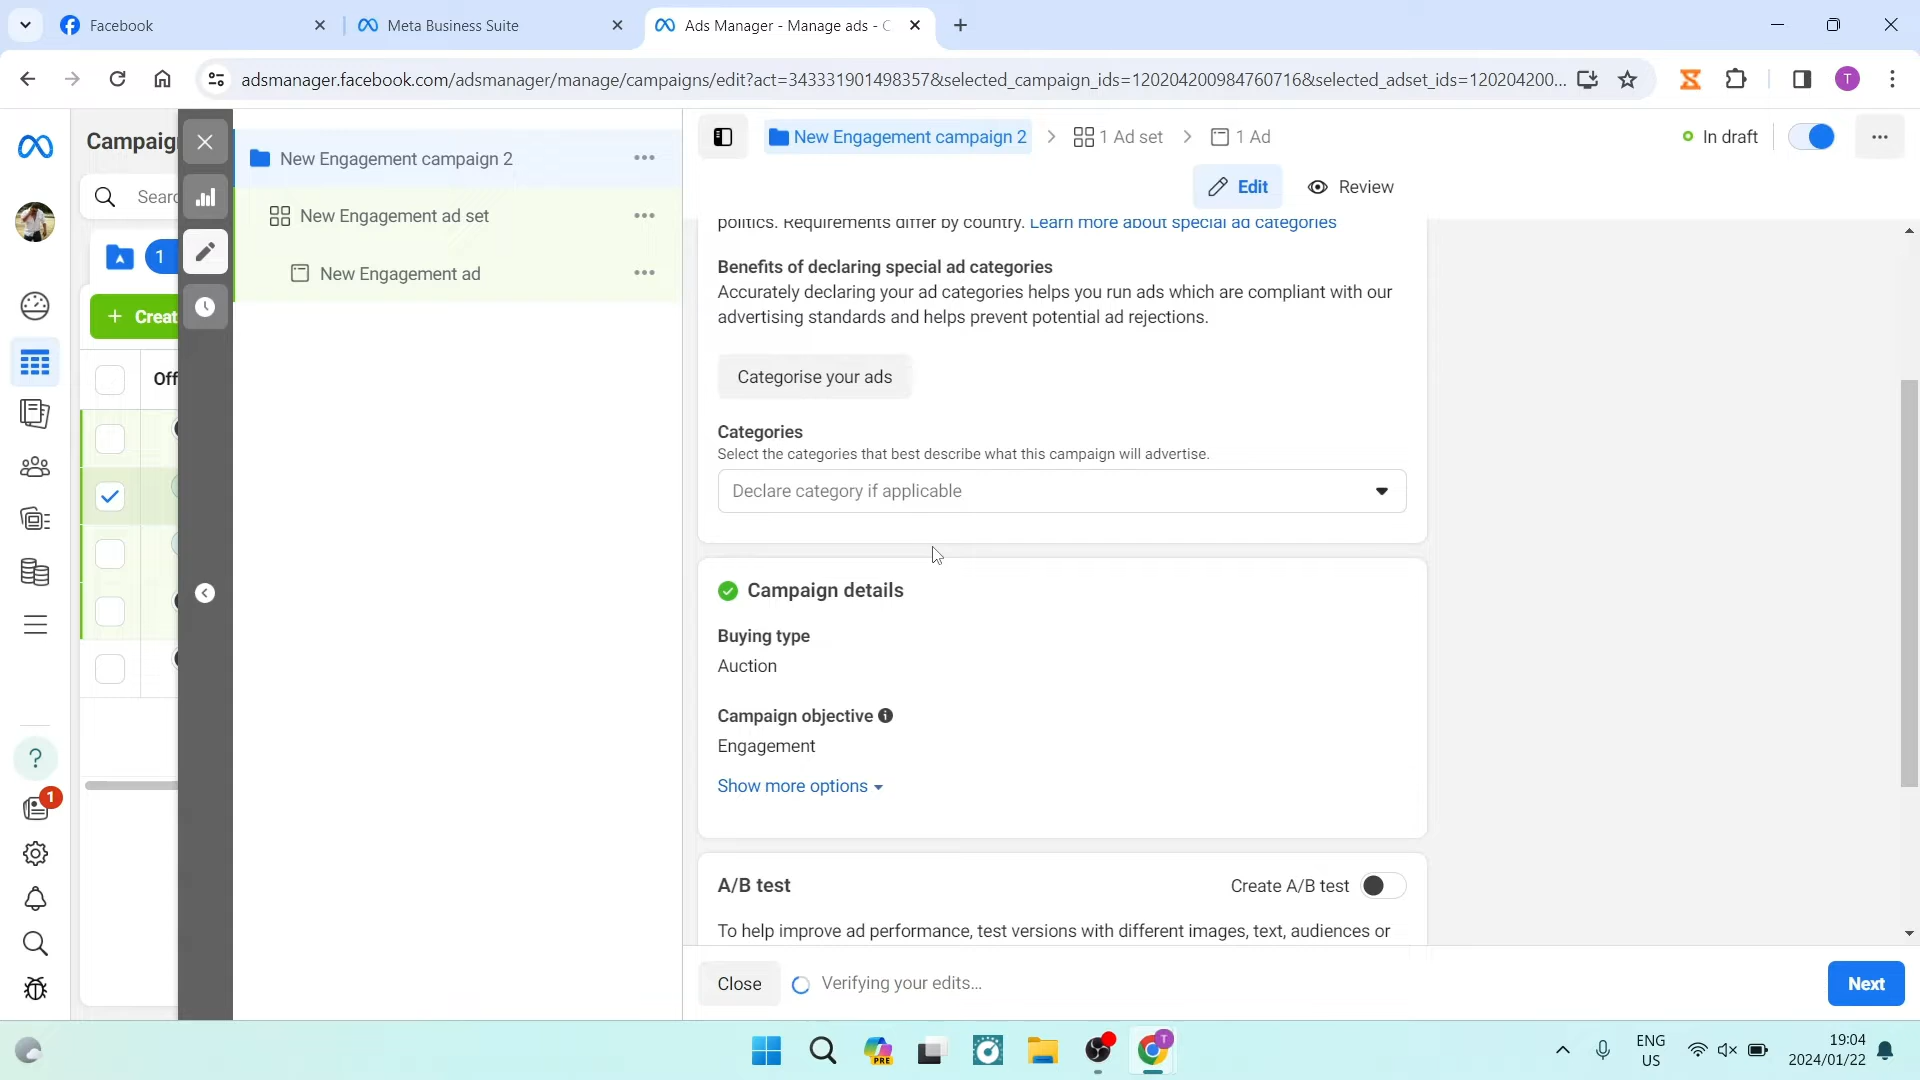 Facebook
Meta Business Suite
Ads Manager - Manage ads - C
adsmanager.facebook.com/adsmanager/manage/campaigns/edit?act=343331901498357&selected_campaign_ids=120204200984760716&selected_adset_ids=120204200...
T
Campaig
New Engagement campaign 2
New Engagement campaign 2
1 Ad set
1 Ad
In draft
Sear
Edit
Review
New Engagement ad set
politics. Requirements differ by country. Learn more about special ad categories
1
New Engagement ad
Benefits of declaring special ad categories
Accurately declaring your ad categories helps you run ads which are compliant with our
advertising standards and helps prevent potential ad rejections.
+ Creat
Off
Categorise your ads
Categories
Select the categories that best describe what this campaign will advertise.
Declare category if applicable
Campaign details
Buying type
Auction
Campaign objective
Engagement
Show more options
?
1
A/B test
Create A/B test
To help improve ad performance, test versions with different images, text, audiences or
Close
Verifying your edits...
Next
PRE
T
ENG
US
19:04
2024/01/22